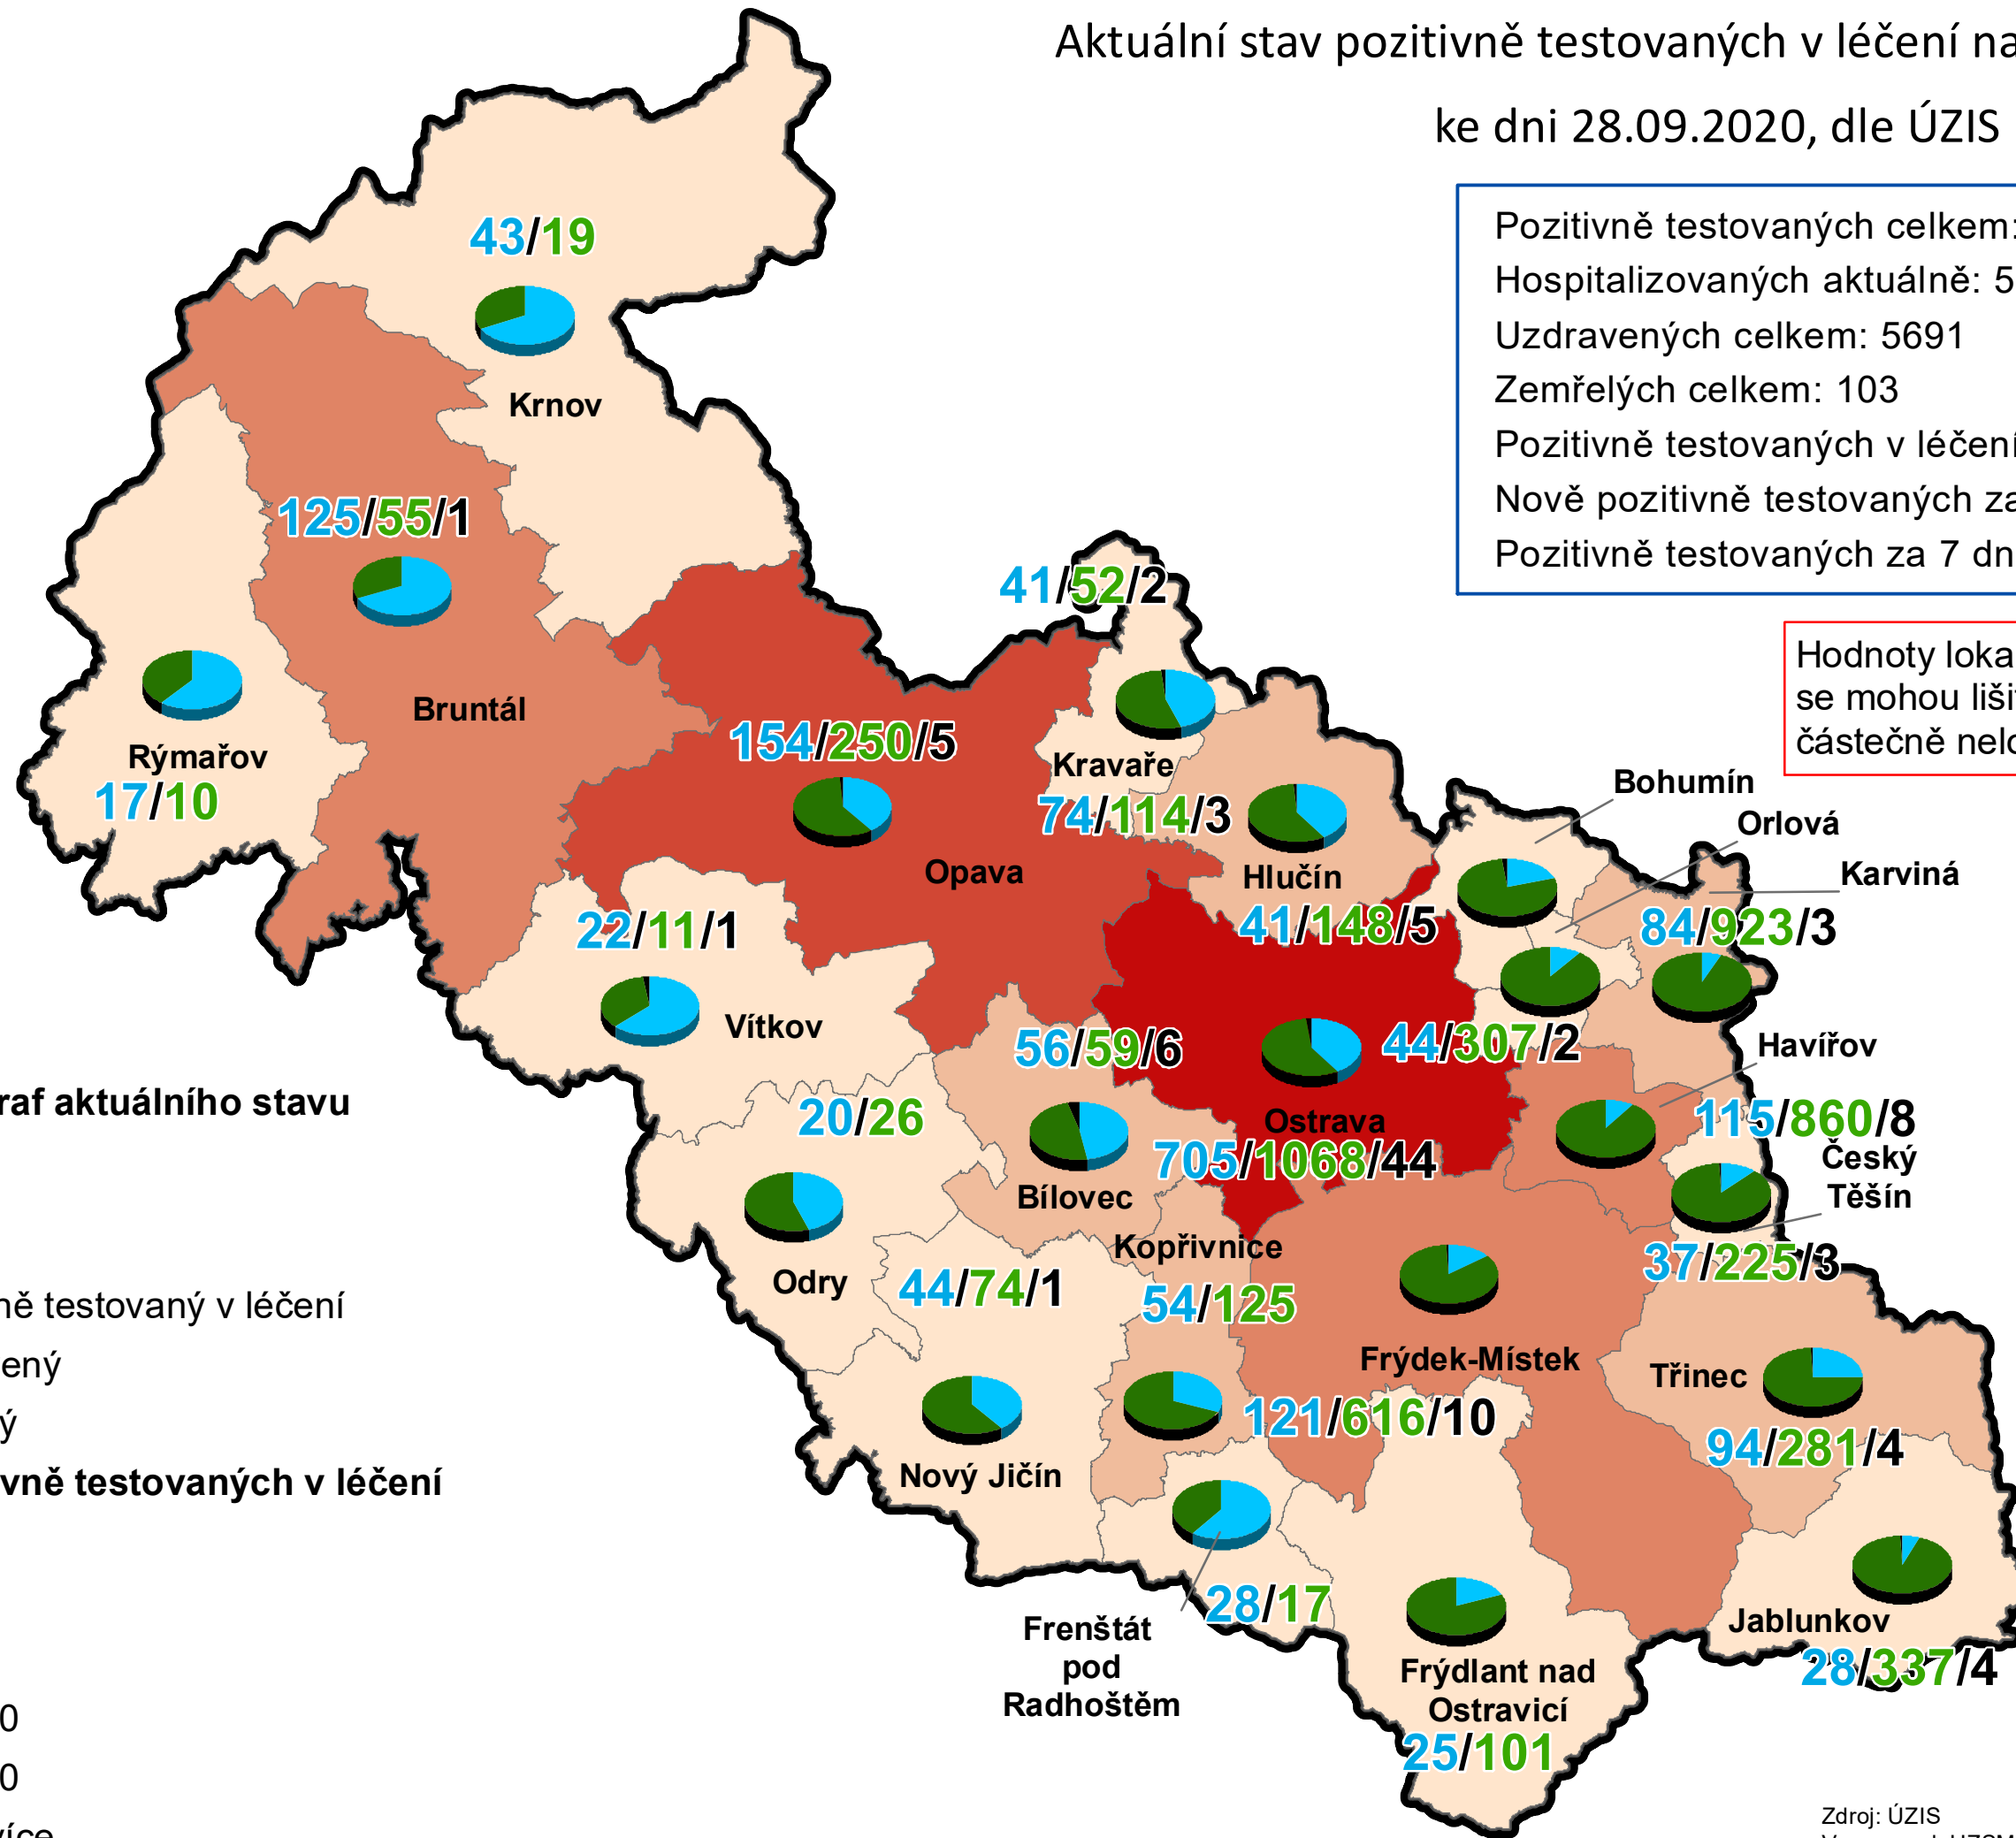 Aktuální stav pozitivně testovaných v léčení na
ke dni 28.09.2020, dle ÚZIS
Pozitivně testovaných celkem:
Hospitalizovaných aktuálně: 5
Uzdravených celkem: 5691
Zemřelých celkem: 103
Pozitivně testovaných v léčení
Nově pozitivně testovaných za
Pozitivně testovaných za 7 dn
Hodnoty loka
se mohou liši
částečně nelo
43/19
Krnov
125/55/1
Bruntál
Rýmařov
17/10
41/52/2
Kravaře
154/250/5
Opava
74/114/3
Hlučín
Bohumín
41/148/5
Orlová
Karviná
84/923/3
22/11/1
Vítkov
56/59/6
Bílovec
44/307/2
Havířov
115/860/8
Ostrava
705/1068/44
Český
Těšín
37/225/3
20/26
Odry
44/74/1
Nový Jičín
Kopřivnice
54/125
Frýdek-Místek
121/616/10
Třinec
94/281/4
28/17
Frenštát
pod
Radhoštěm
Jablunkov
28/337/4
Frýdlant nad
Ostravicí
25/101
raf aktuálního stavu
ně testovaný v léčení
ený
ý
vně testovaných v léčení
0
0
více
Zdroj: ÚZIS